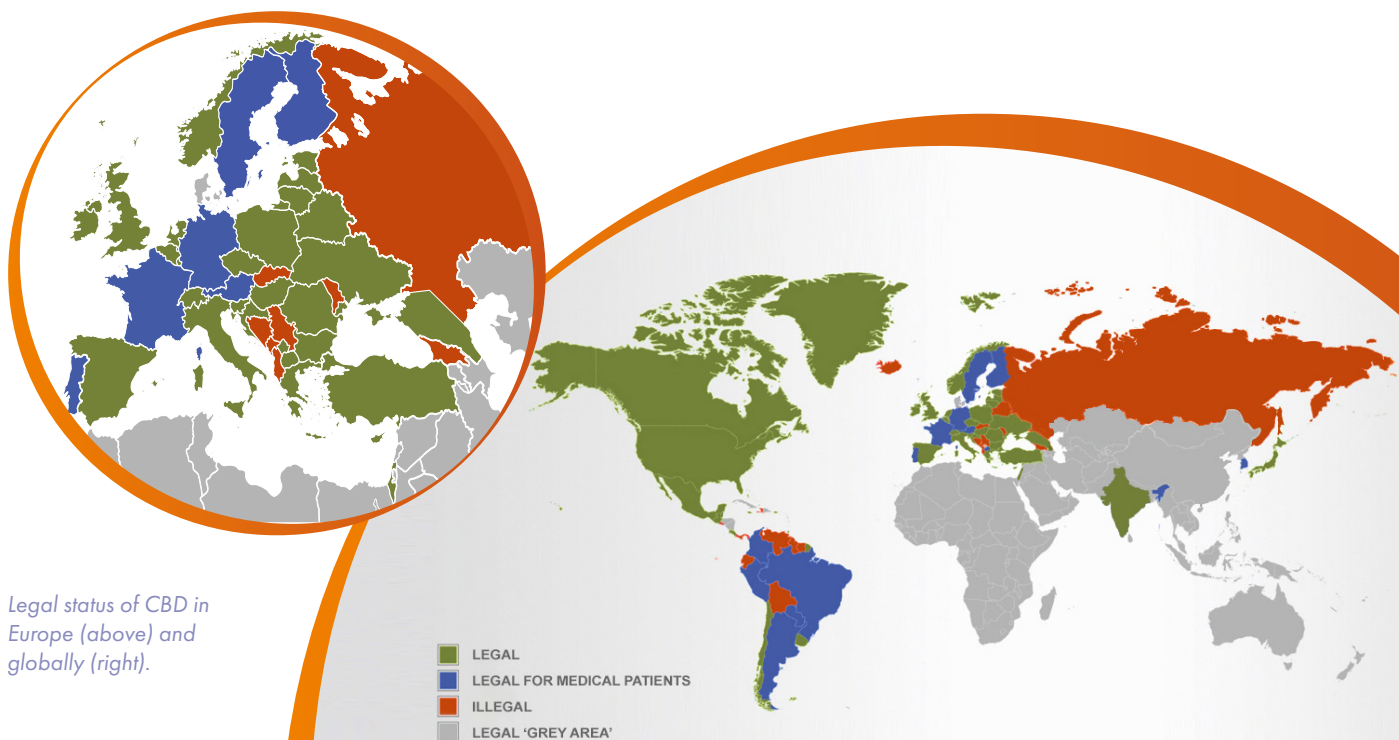 Legal status of CBD in
Europe (above) and
globally (right).
LEGAL
LEGAL FOR MEDICAL PATIENTS
ILLEGAL
LEGAL 'GREY AREA'